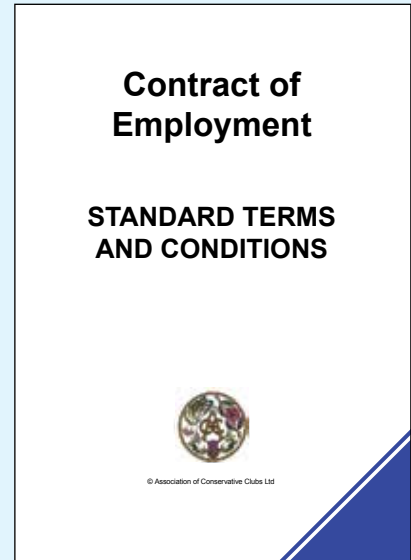 Contract of
Employment
STANDARD TERMS
AND CONDITIONS
© Association of Conservative Clubs Ltd